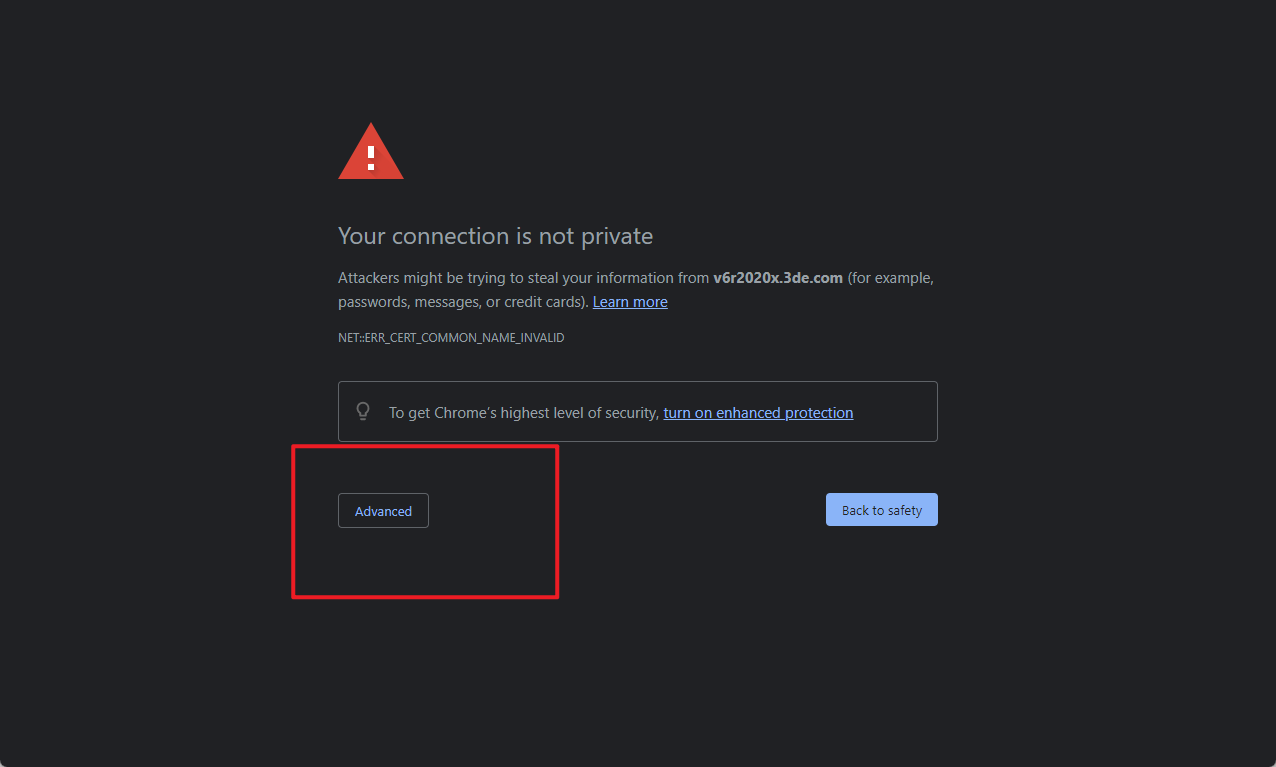 Your connection is not private
Attackers might be trying to steal your information from v6r2020x.3de.com (for example,
passwords, messages, or credit cards). Learn more
NET::ERR_CERT_COMMON_NAME_INVALID
To get Chrome’s highest level of security, turn on enhanced protection
Advanced
Back to safety